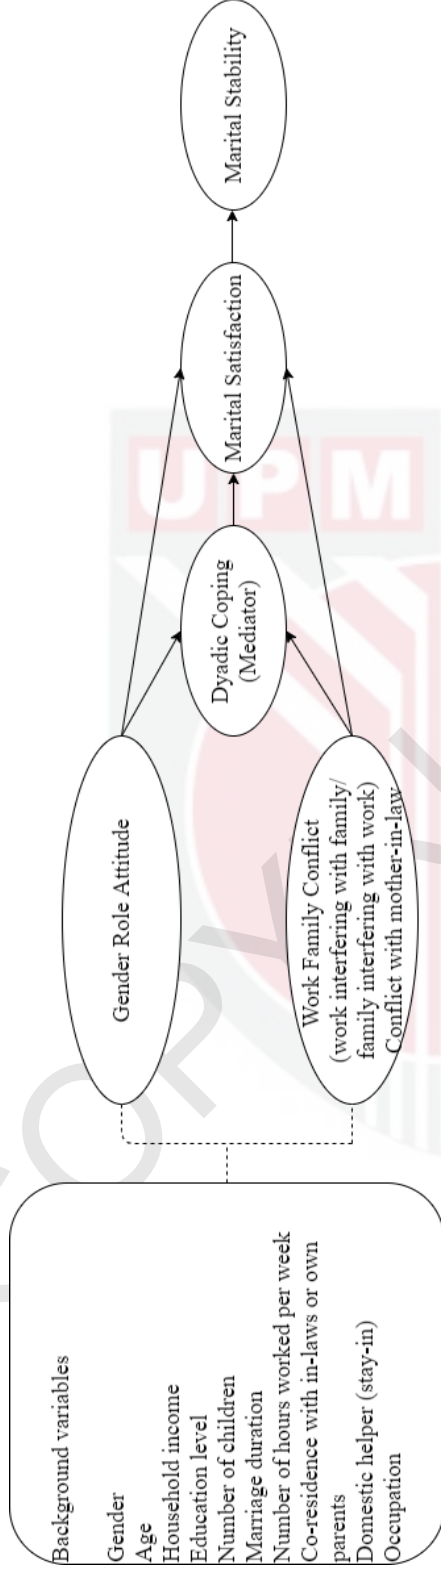 Background variables
Gender
Age
Household income
Education level
Number of children
Marriage duration
Number of hours worked per week
Co-residence with in-laws or own
parents
Domestic helper (stay-in)
Occupation
Gender Role Attitude
Work Family Conflict
(work interfering with family/
family interfering with work)
Conflict with mother-in-law
Dyadic Coping
(Mediator)
Marital Satisfaction
Marital Stability
UPM
COPY